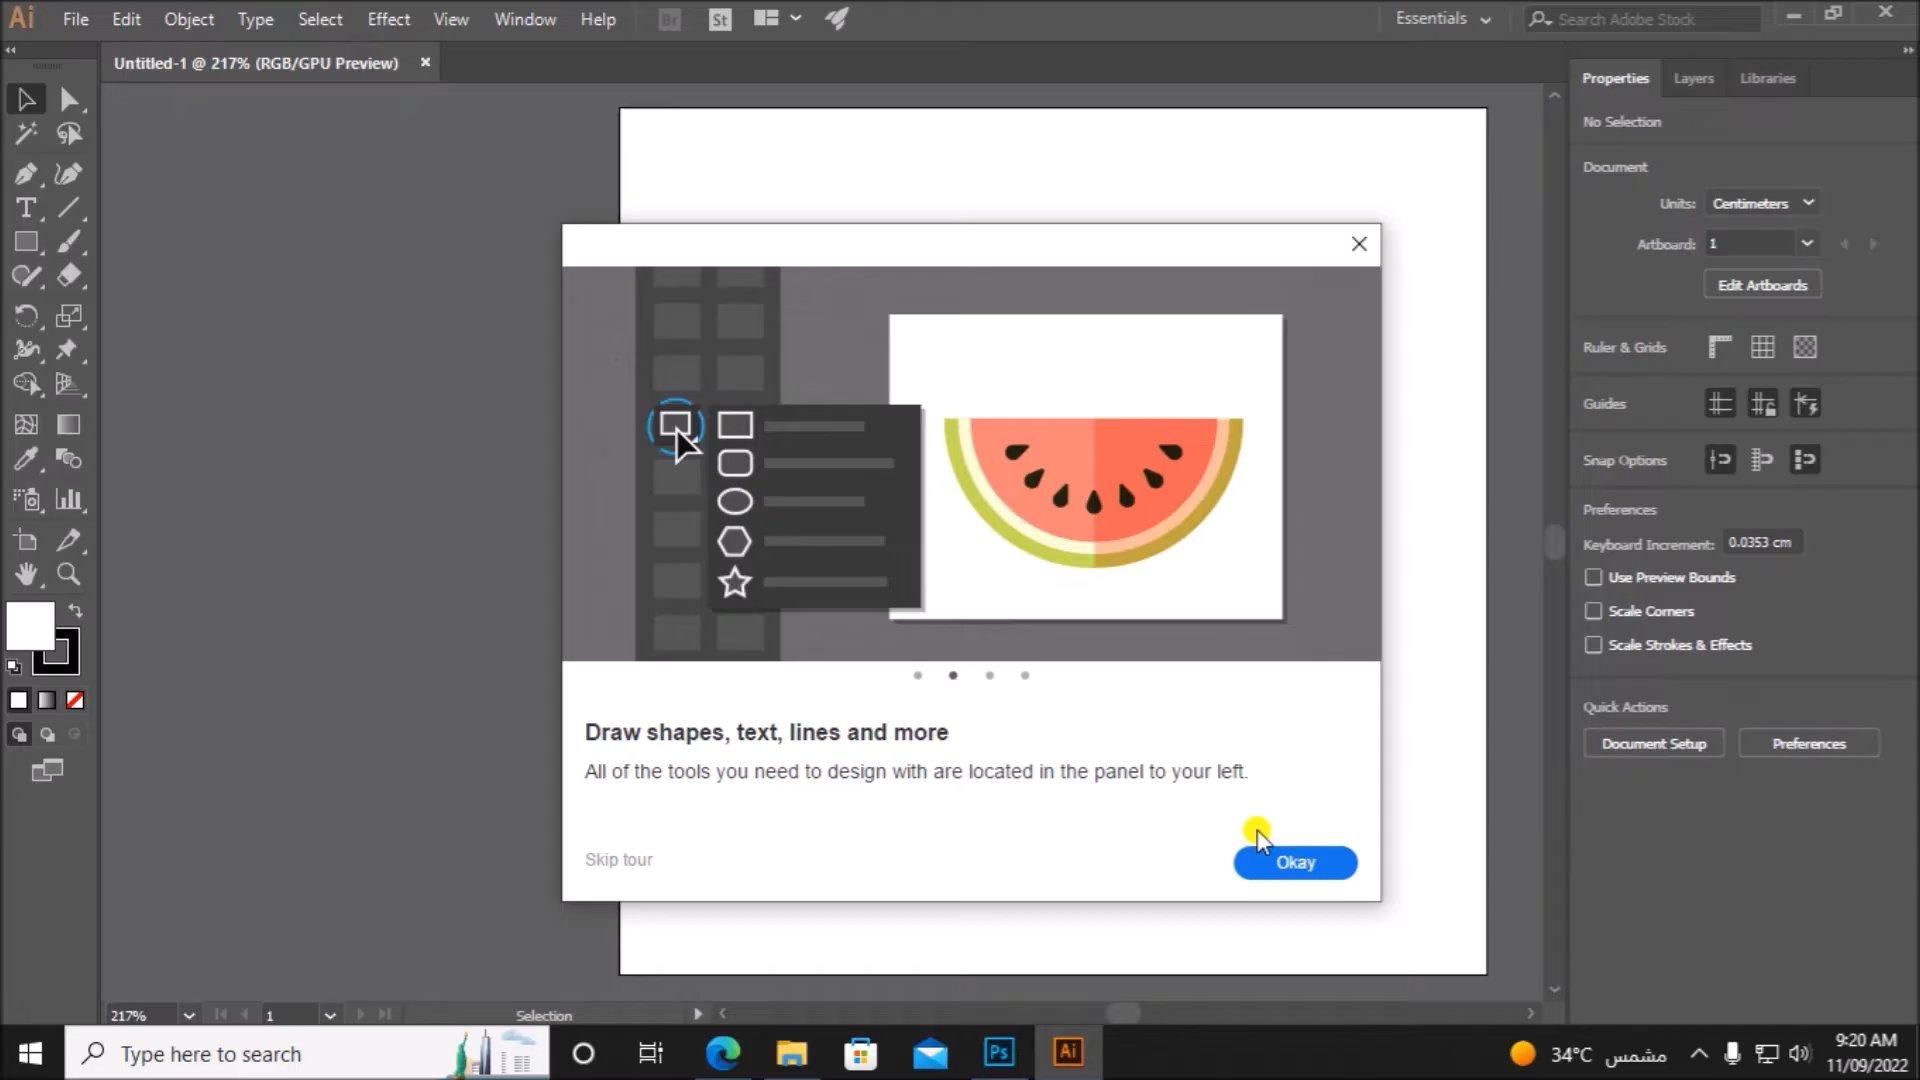 Ai File Edit Object Type Select Effect View Window Help Br St Essentials Search Adobe Stock
Untitled-1 @ 217% (RGB/GPU Preview)
Properties Layers Libraries
No Selection
Document
Units: Centimeters
Artboard: 1
Edit Artboards
Ruler & Grids
Guides
Snap Options
Preferences
Keyboard Increment: 0.0353 cm
Use Preview Bounds
Scale Corners
Scale Strokes & Effects
Quick Actions
Document Setup Preferences
Draw shapes, text, lines and more
All of the tools you need to design with are located in the panel to your left.
Skip tour Okay
217% 1 Selection
Type here to search
Ps Ai
34°C مشمس
9:20 AM
11/09/2022